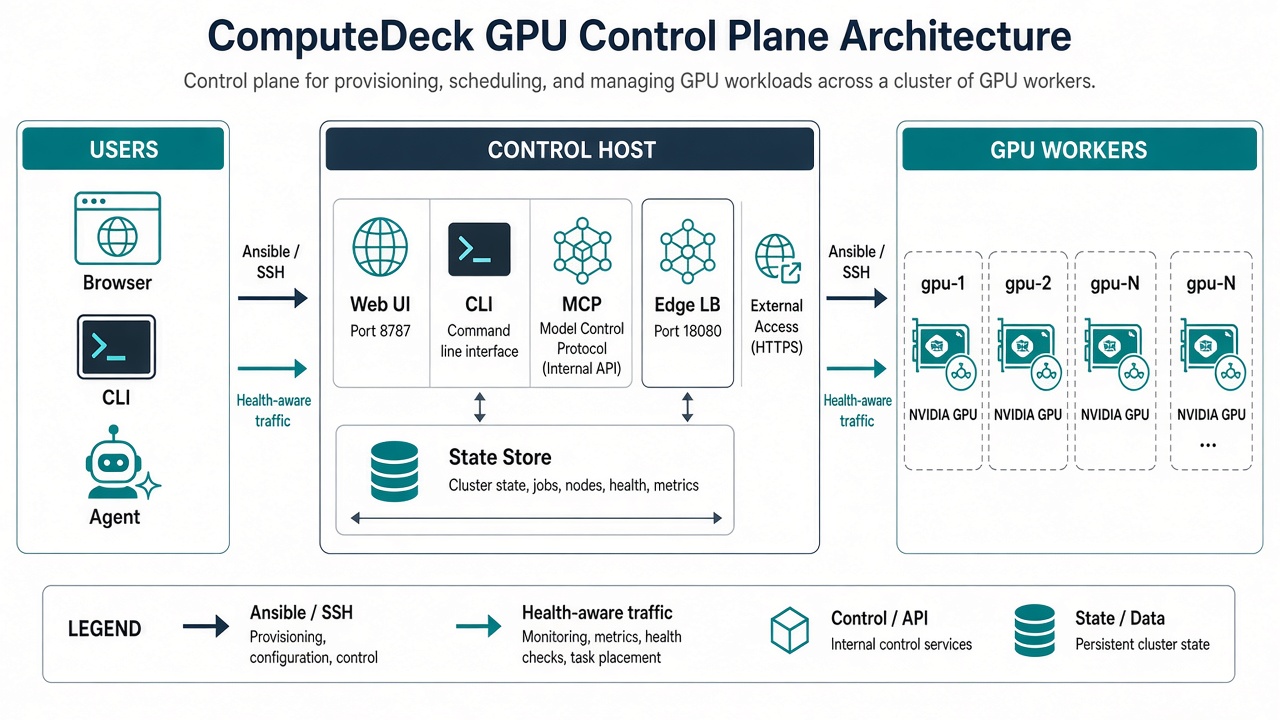 ComputeDeck GPU Control Plane Architecture
Control plane for provisioning, scheduling, and managing GPU workloads across a cluster of GPU workers.
USERS
Browser
CLI
Agent
Ansible /
SSH
Health-aware
traffic
CONTROL HOST
Web UI
Port 8787
CLI
Command
line interface
MCP
Model Control
Protocol
(Internal API)
Edge LB
Port 18080
External
Access
(HTTPS)
State Store
Cluster state, jobs, nodes, health, metrics
Ansible /
SSH
Health-aware
traffic
GPU WORKERS
gpu-1
NVIDIA GPU
gpu-2
NVIDIA GPU
gpu-N
NVIDIA GPU
gpu-N
NVIDIA GPU
...
LEGEND
Ansible / SSH
Provisioning,
configuration, control
Health-aware traffic
Monitoring, metrics, health
checks, task placement
Control / API
Internal control services
State / Data
Persistent cluster state